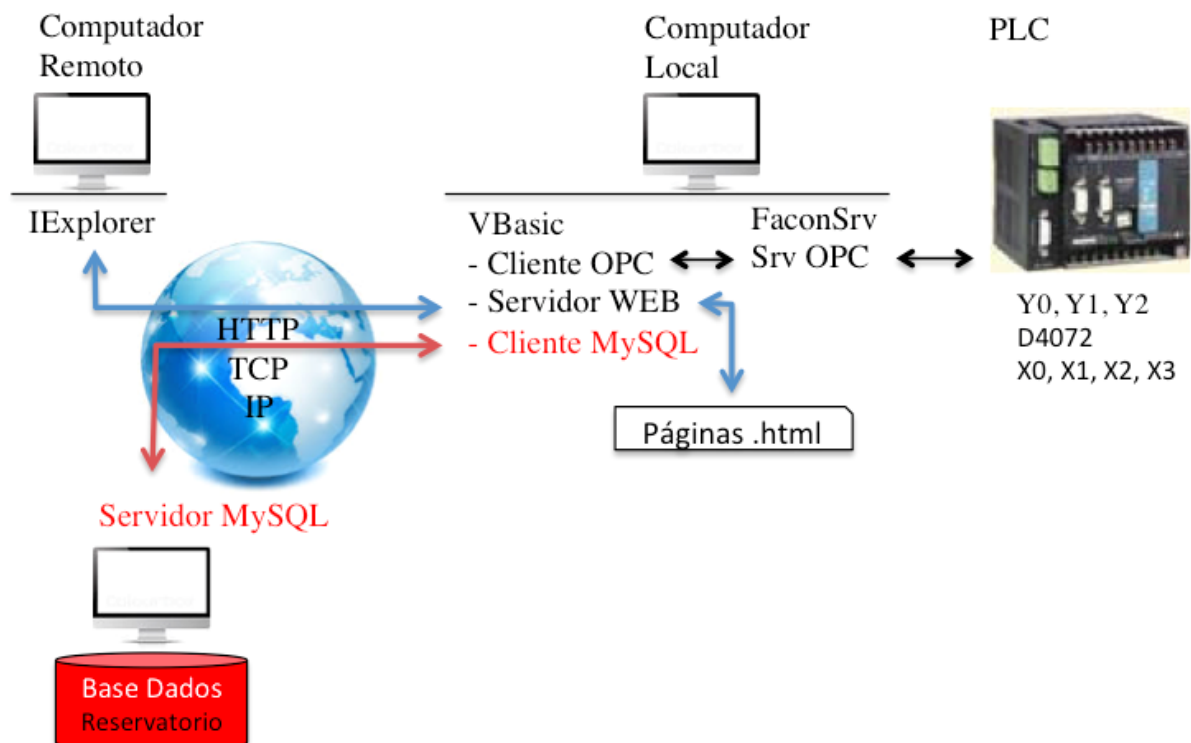 Computador
Remoto
Computador
Local
PLC
IExplorer
VBasic
- Cliente OPC
- Servidor WEB
- Cliente MySQL
FaconSrv
Srv OPC
HTTP
TCP
IP
Y0, Y1, Y2
D4072
X0, X1, X2, X3
Páginas .html
Servidor MySQL
Base Dados
Reservatorio